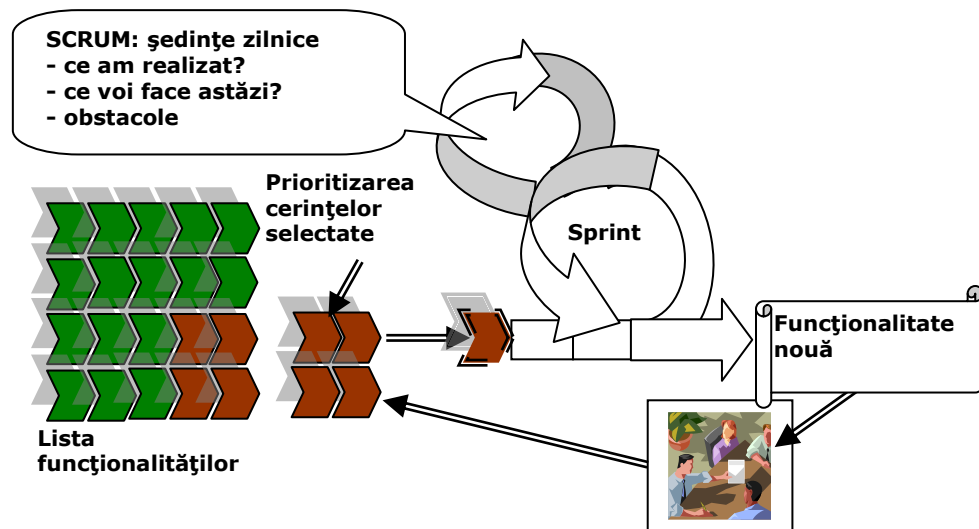 SCRUM: şedinţe zilnice
- ce am realizat?
- ce voi face astăzi?
- obstacole
Prioritizarea
cerinţelor
selectate
Sprint
Funcţionalitate
nouă
Lista
funcţionalităţilor